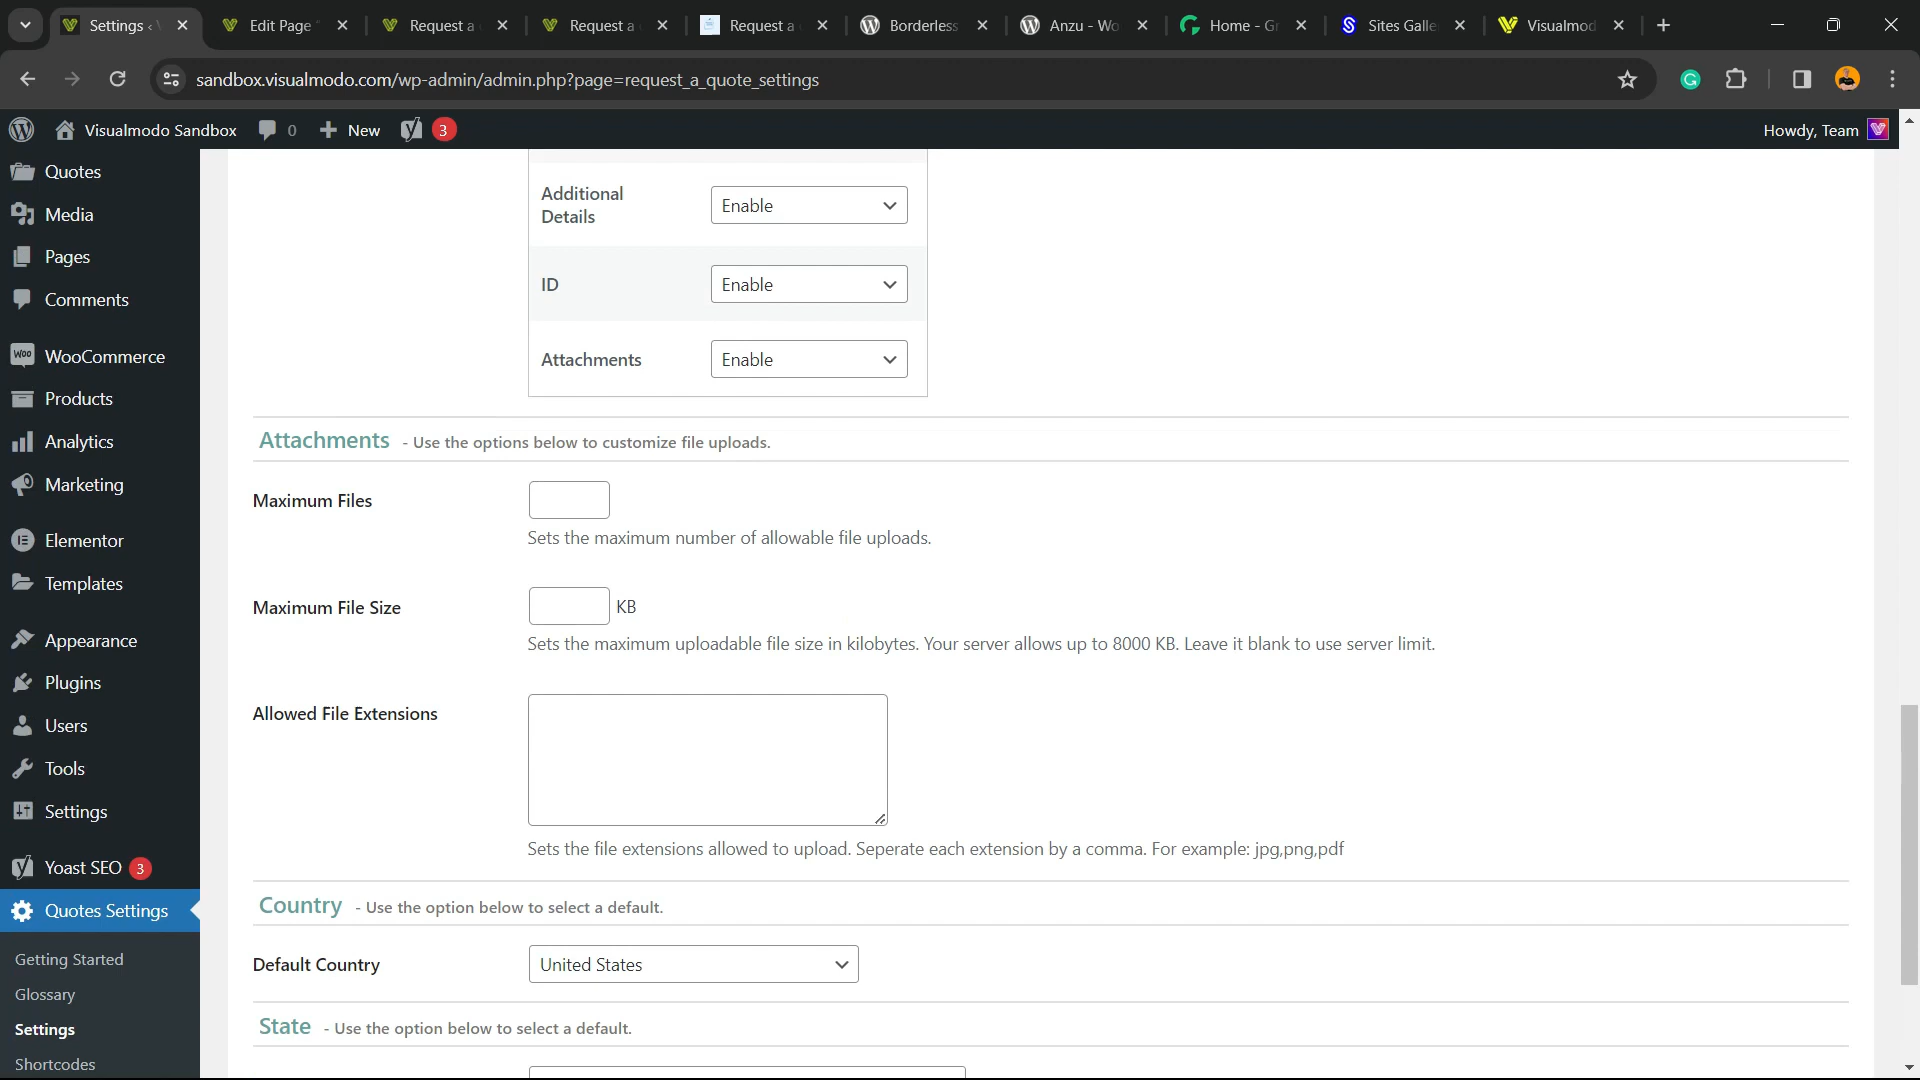 Settings ‹
Edit Page
Request a
Request a
Request a
Borderless
Anzu - Wo
Home - Gr
Sites Galle
Visualmod
sandbox.visualmodo.com/wp-admin/admin.php?page=request_a_quote_settings
Visualmodo Sandbox
0
New
3
Howdy, Team
Quotes
Media
Pages
Comments
WooCommerce
Products
Analytics
Marketing
Elementor
Templates
Appearance
Plugins
Users
Tools
Settings
Yoast SEO 3
Quotes Settings
Getting Started
Glossary
Settings
Shortcodes
Additional
Details
Enable
ID
Enable
Attachments
Enable
Attachments - Use the options below to customize file uploads.
Maximum Files
Sets the maximum number of allowable file uploads.
Maximum File Size
KB
Sets the maximum uploadable file size in kilobytes. Your server allows up to 8000 KB. Leave it blank to use server limit.
Allowed File Extensions
Sets the file extensions allowed to upload. Seperate each extension by a comma. For example: jpg,png,pdf
Country - Use the option below to select a default.
Default Country
United States
State - Use the option below to select a default.